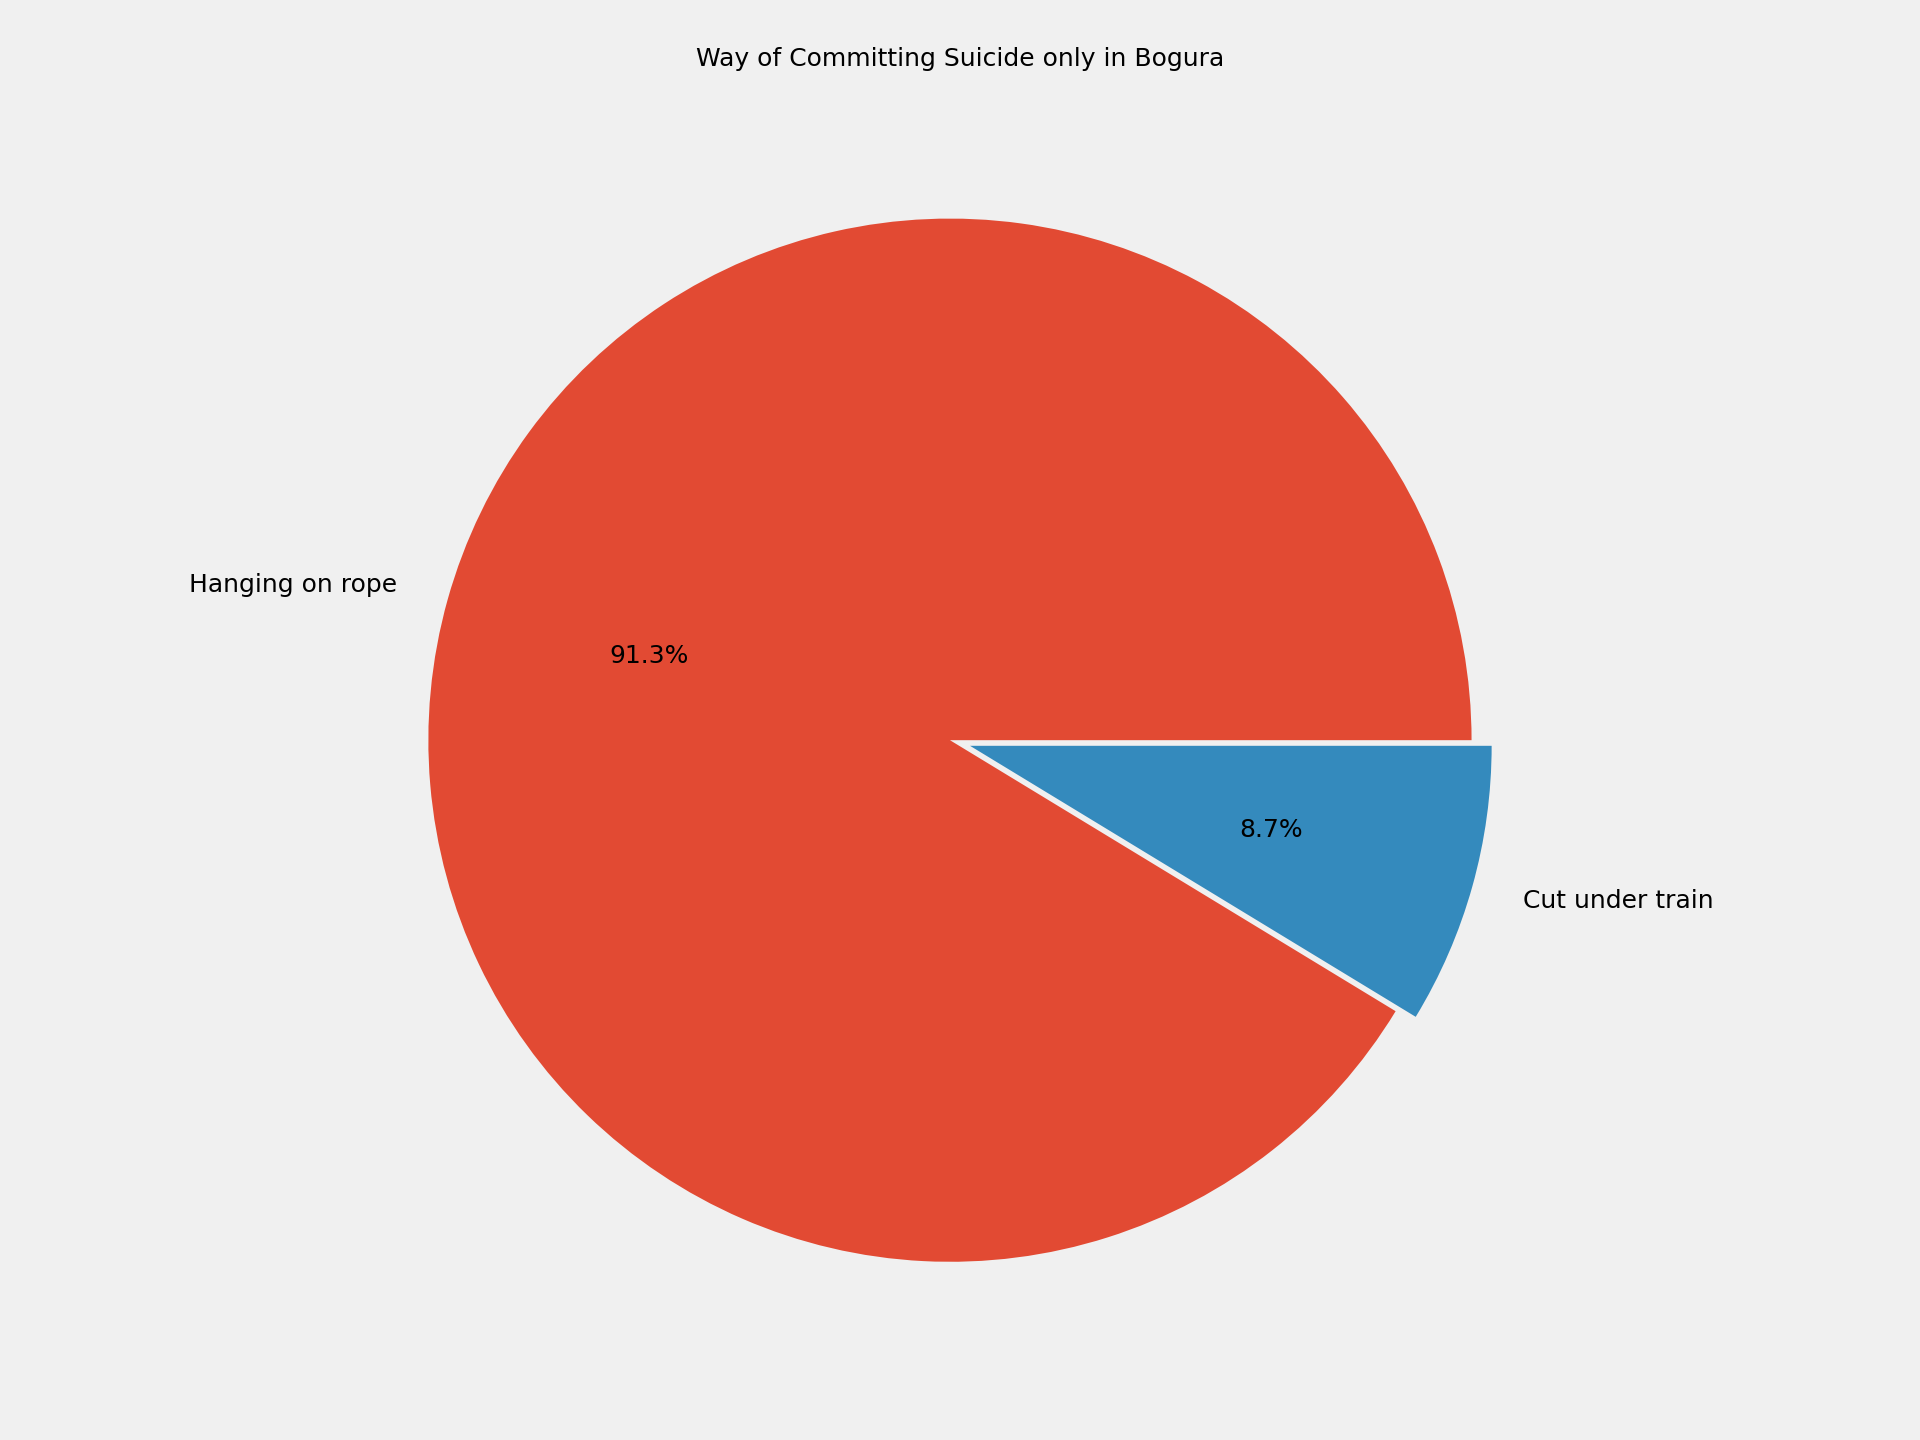 Way of Committing Suicide only in Bogura
Hanging on rope
91.3%
8.7%
Cut under train